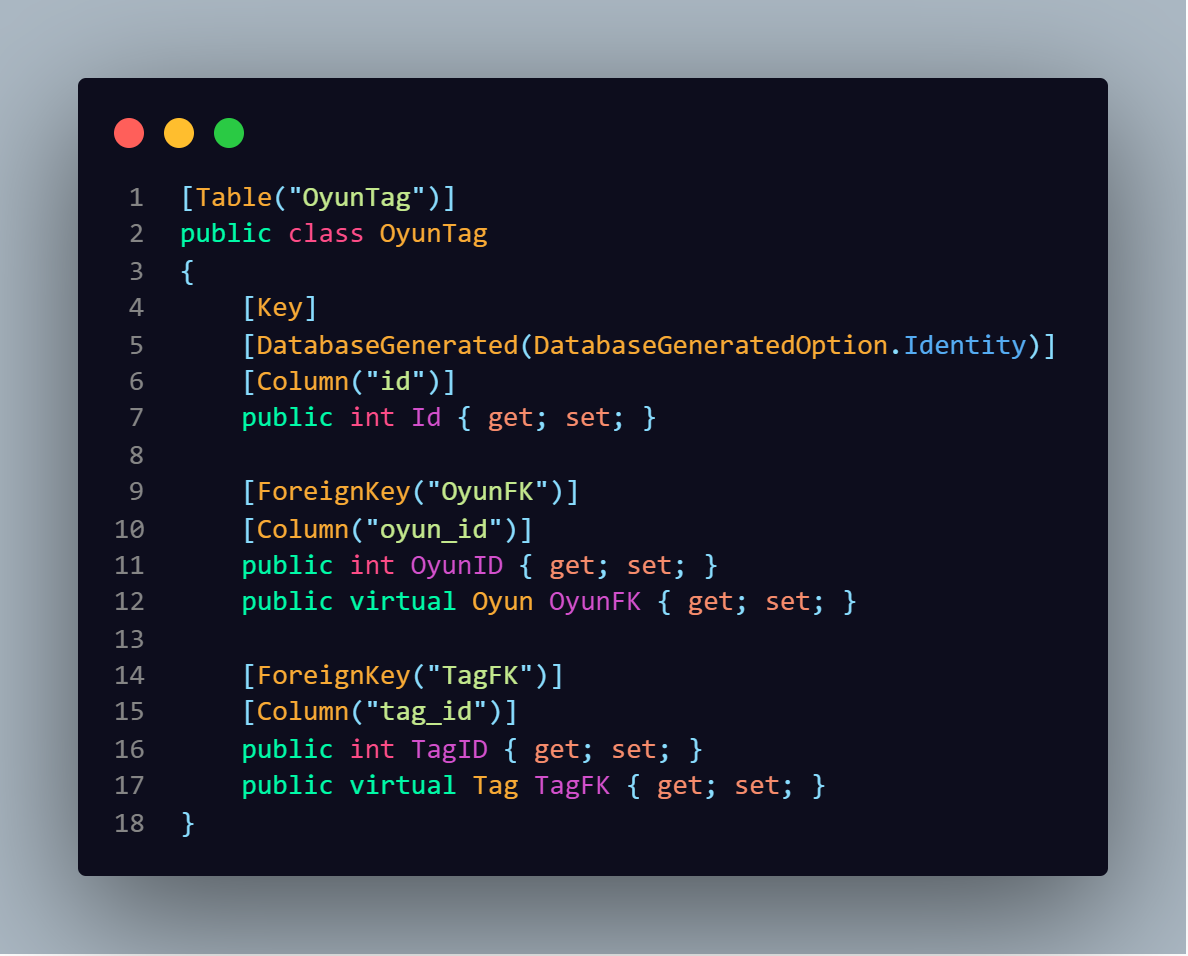 1 [Table("OyunTag")]
2 public class OyunTag
3 {
4     [Key]
5     [DatabaseGenerated(DatabaseGeneratedOption.Identity)]
6     [Column("id")]
7     public int Id { get; set; }
8
9     [ForeignKey("OyunFK")]
10     [Column("oyun_id")]
11     public int OyunID { get; set; }
12     public virtual Oyun OyunFK { get; set; }
13
14     [ForeignKey("TagFK")]
15     [Column("tag_id")]
16     public int TagID { get; set; }
17     public virtual Tag TagFK { get; set; }
18 }